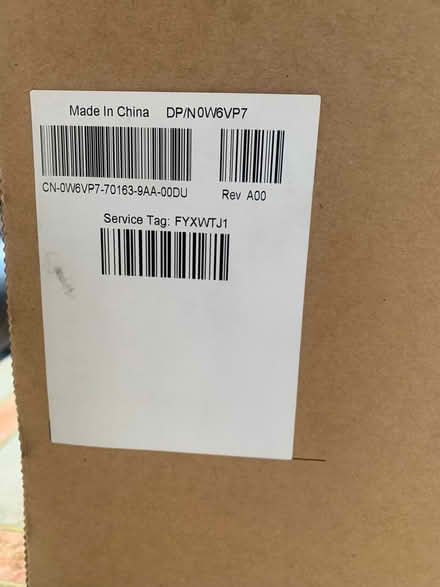 Made In China DP/N0W6VP7
CN-0W6VP7-70163-9AA-00DU
Rev A00
Service Tag: FYXWTJ1